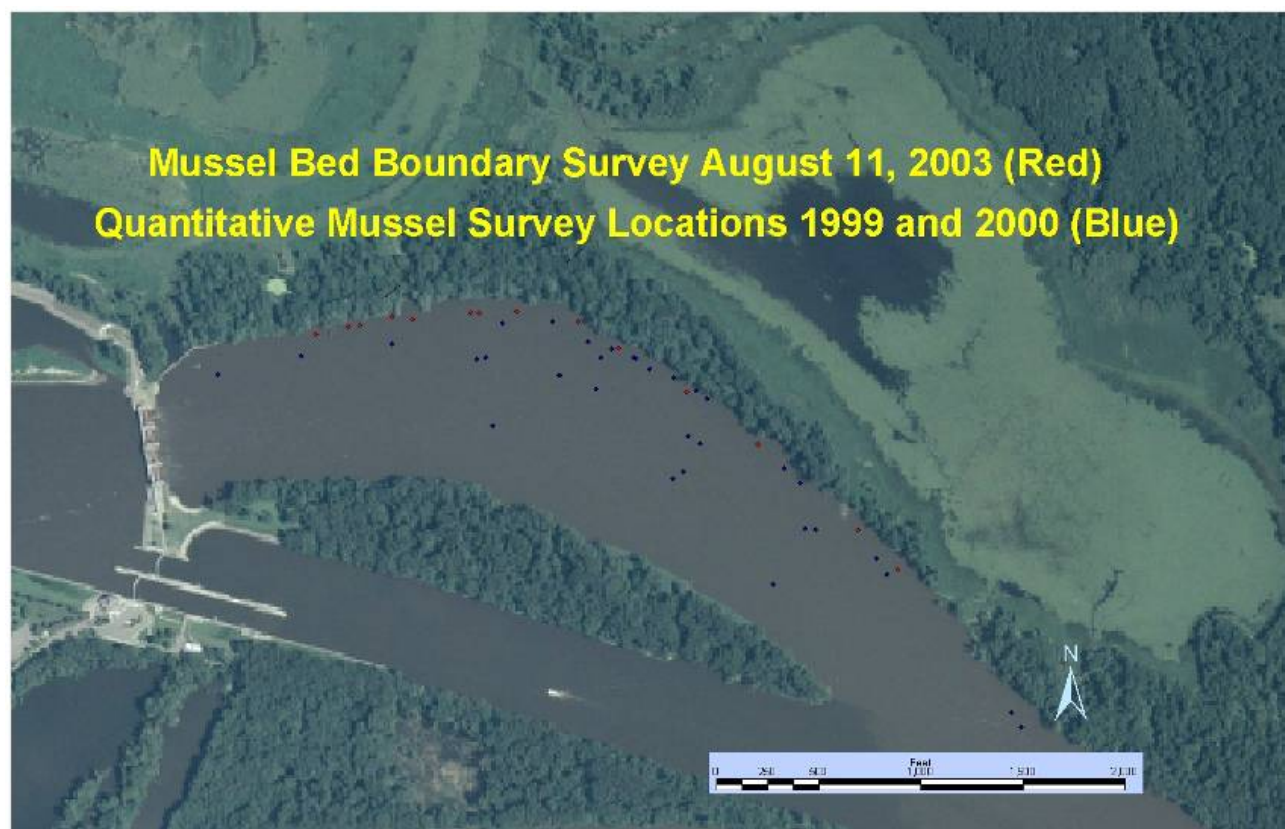 Mussel Bed Boundary Survey August 11, 2003 (Red)
Quantitative Mussel Survey Locations 1999 and 2000 (Blue)
N
Feet
0 250 500 1,000 1,500 2,000